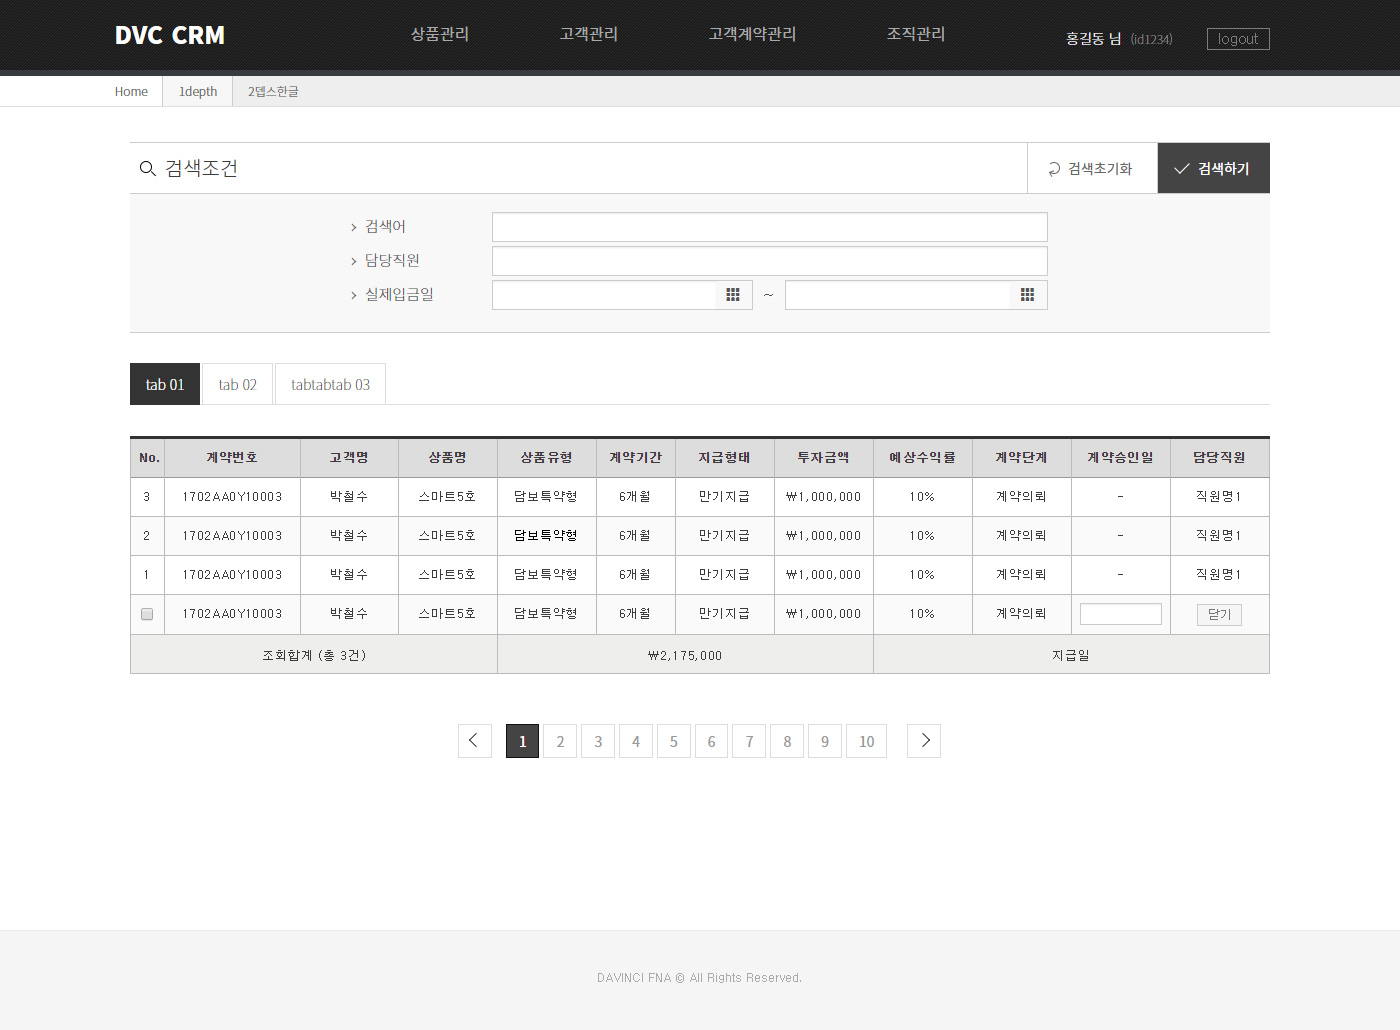 DVC CRM 상품관리 고객관리 고객계약관리 조직관리 홍길동 님 (id1234) logout
Home 1depth 2뎁스한글
검색조건 검색초기화 검색하기
검색어
담당직원
실제입금일 ~
tab 01 tab 02 tabtabtab 03
No. 계약번호 고객명 상품명 상품유형 계약기간 지급형태 투자금액 예상수익률 계약단계 계약승인일 담당직원
3 1702AA0Y10003 박철수 스마트5호 담보특약형 6개월 만기지급 ₩1,000,000 10% 계약의뢰 - 직원명1
2 1702AA0Y10003 박철수 스마트5호 담보특약형 6개월 만기지급 ₩1,000,000 10% 계약의뢰 - 직원명1
1 1702AA0Y10003 박철수 스마트5호 담보특약형 6개월 만기지급 ₩1,000,000 10% 계약의뢰 - 직원명1
1702AA0Y10003 박철수 스마트5호 담보특약형 6개월 만기지급 ₩1,000,000 10% 계약의뢰 닫기
조회합계 (총 3건) ₩2,175,000 지급일
1 2 3 4 5 6 7 8 9 10
DAVINCI FNA © All Rights Reserved.